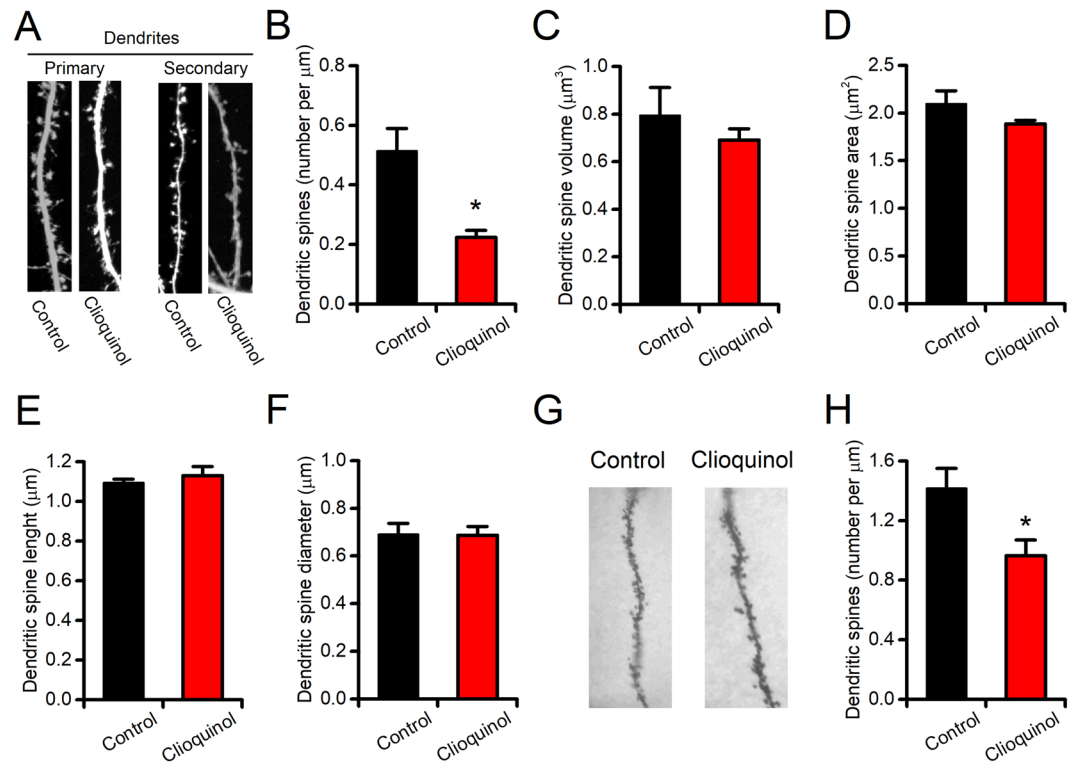 A
Dendrites
Primary
Secondary
Control
Clioquinol
Control
Clioquinol
B
Dendritic spines (number per μm)
0.8
0.6
0.4
0.2
0.0
*
Control
Clioquinol
C
Dendritic spine volume (μm³)
1.0
0.8
0.6
0.4
0.2
0.0
Control
Clioquinol
D
Dendritic spine area (μm²)
2.5
2.0
1.5
1.0
0.5
0.0
Control
Clioquinol
E
Dendritic spine lenght (μm)
1.2
1.0
0.8
0.6
0.4
0.2
0.0
Control
Clioquinol
F
Dendritic spine diameter (μm)
1.0
0.8
0.6
0.4
0.2
0.0
Control
Clioquinol
G
Control
Clioquinol
H
Dendritic spines (number per μm)
1.6
1.2
0.8
0.4
0.0
*
Control
Clioquinol